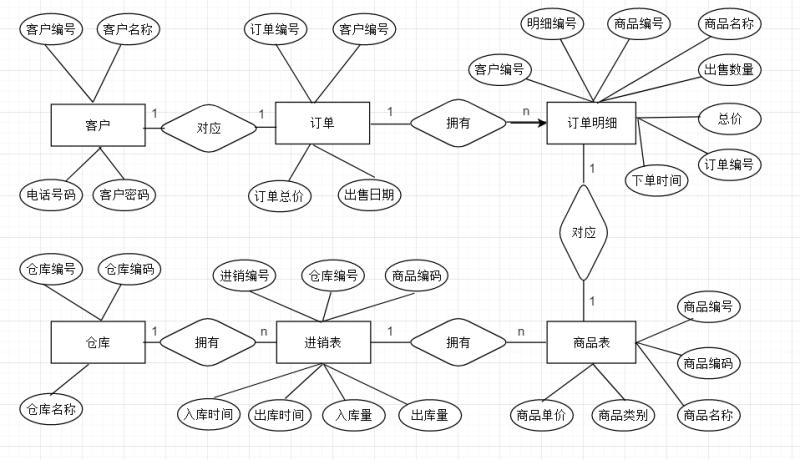 客户编号
客户名称
订单编号
客户编号
明细编号
商品编号
商品名称
客户编号
出售数量
客户
1
对应
1
订单
1
拥有
n
订单明细
总价
订单编号
下单时间
电话号码
客户密码
订单总价
出售日期
1
对应
1
仓库编号
仓库编码
进销编号
仓库编号
商品编码
商品编号
仓库
1
拥有
n
进销表
1
拥有
n
商品表
商品编码
仓库名称
入库时间
出库时间
入库量
出库量
商品单价
商品类别
商品名称